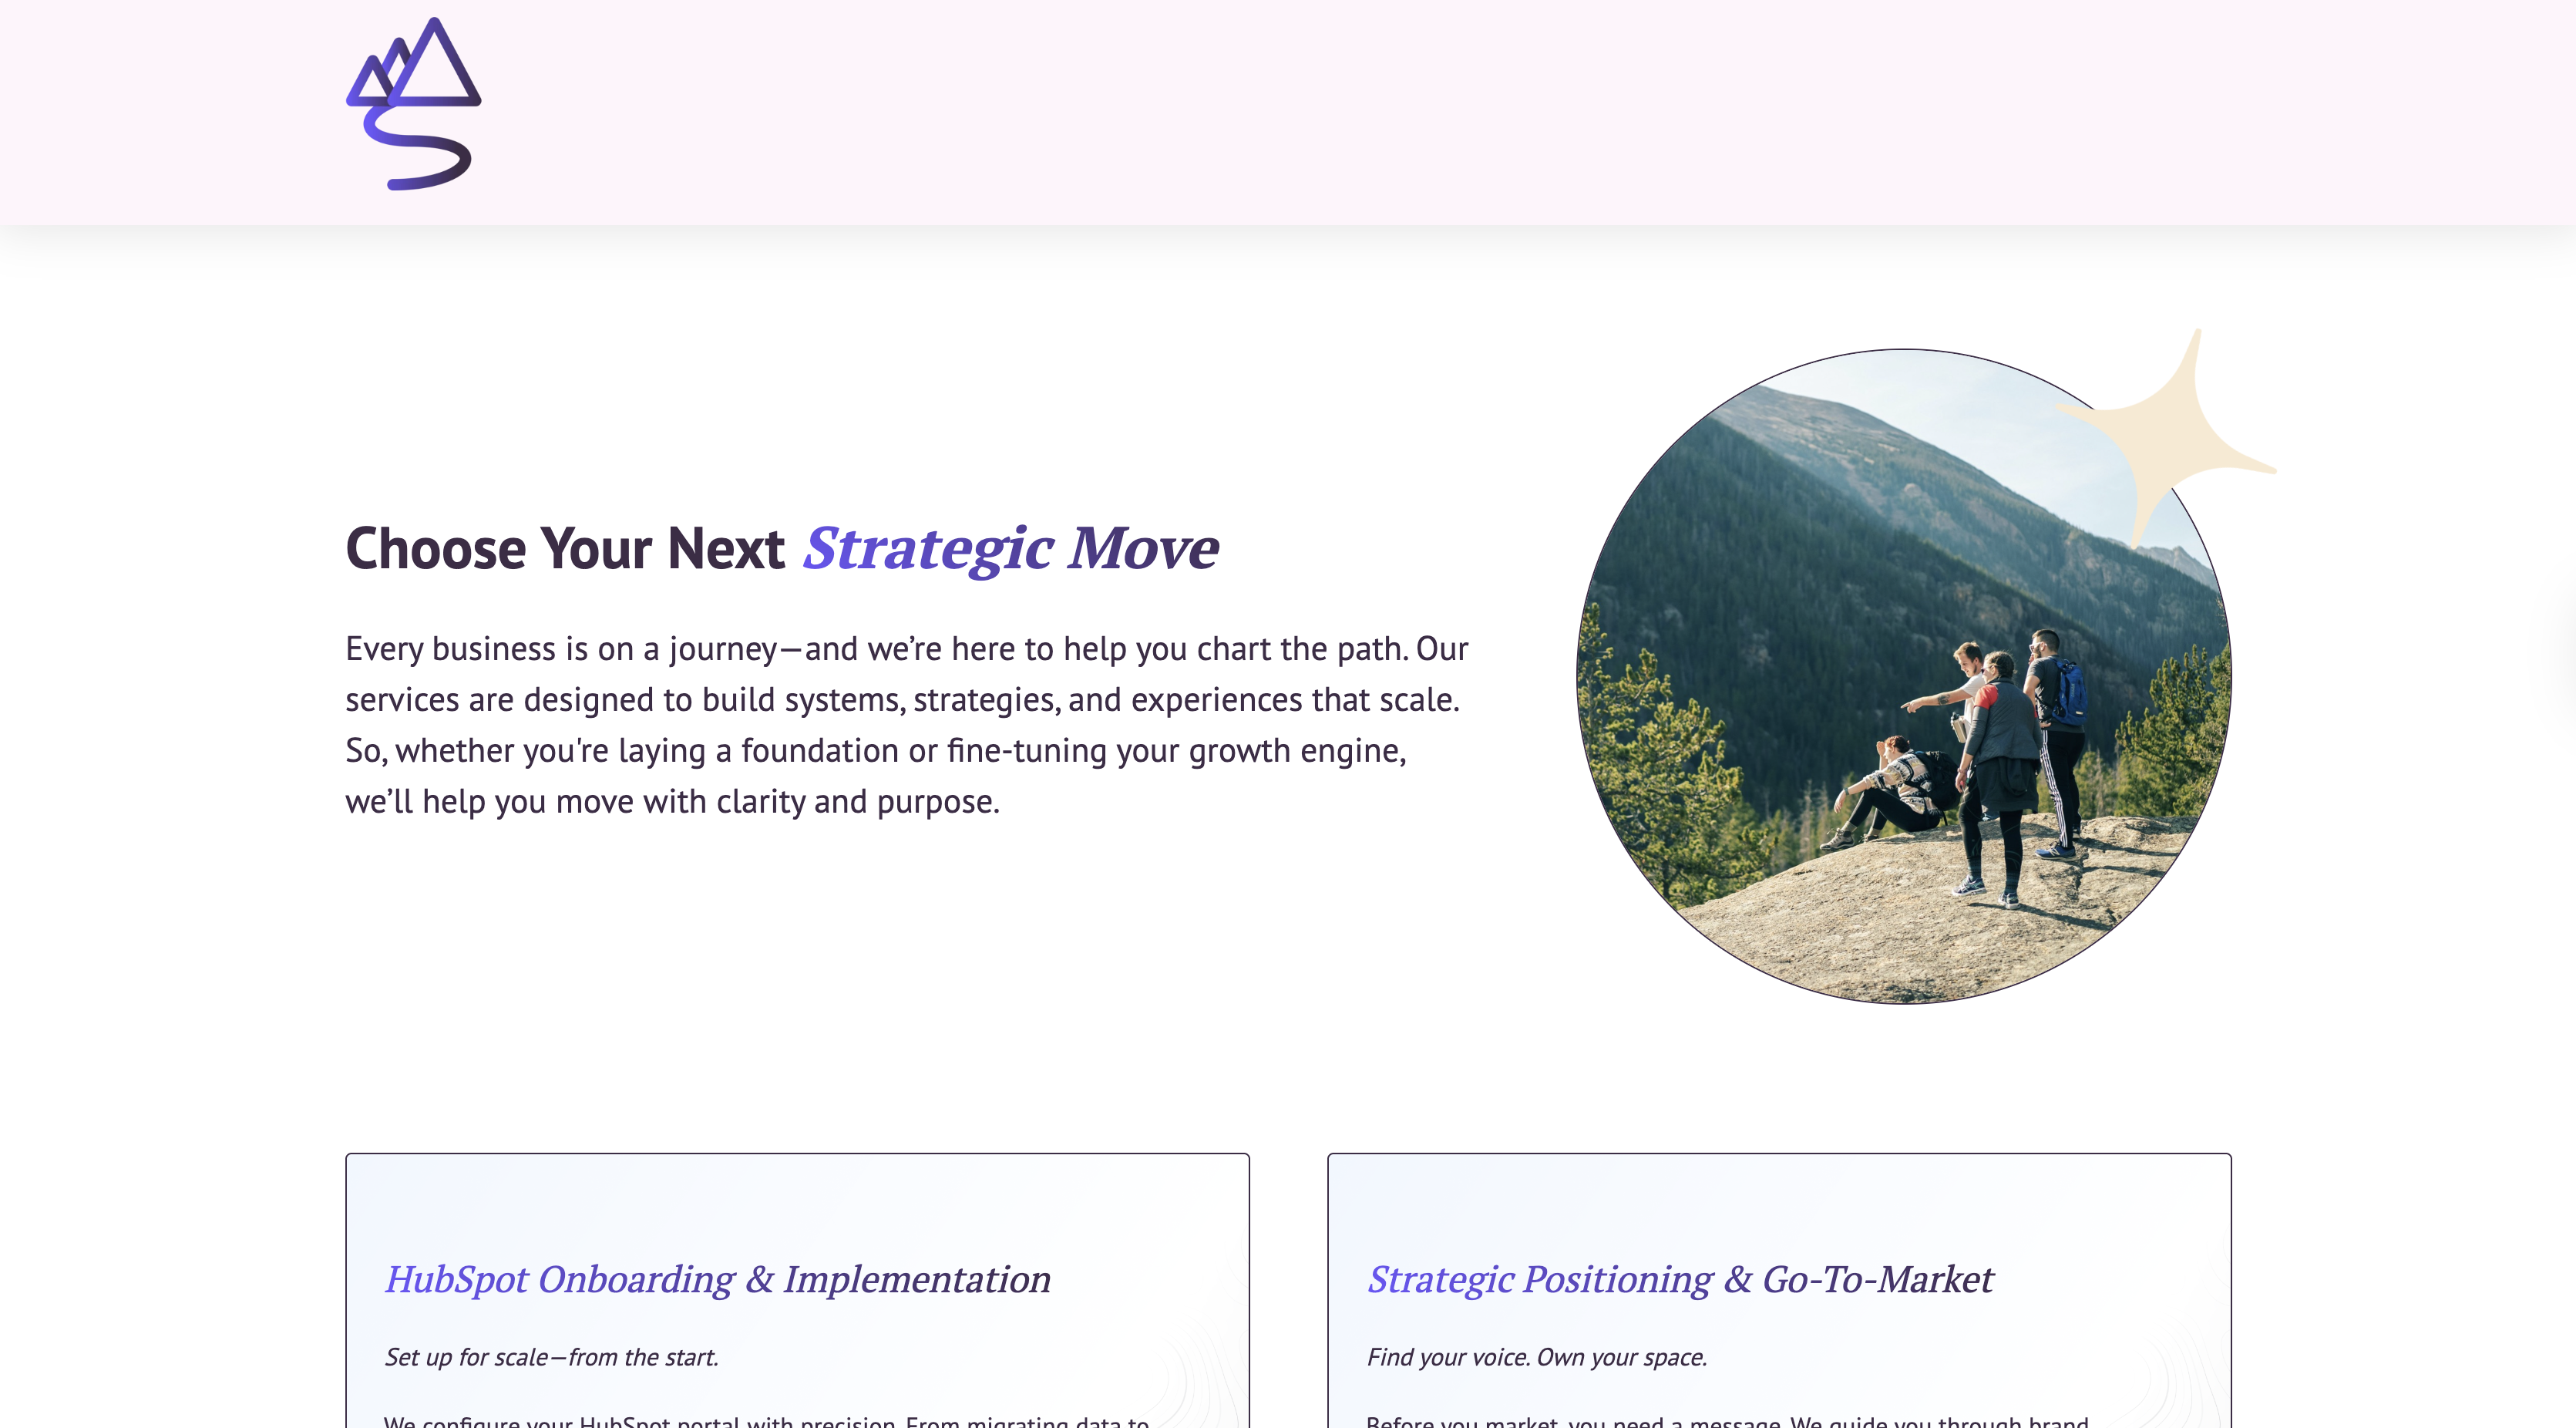 Choose Your Next Strategic Move
Every business is on a journey—and we’re here to help you chart the path. Our
services are designed to build systems, strategies, and experiences that scale.
So, whether you're laying a foundation or fine-tuning your growth engine,
we’ll help you move with clarity and purpose.
HubSpot Onboarding & Implementation
Set up for scale—from the start.
We configure your HubSpot portal with precision. From migrating data to
Strategic Positioning & Go-To-Market
Find your voice. Own your space.
Before you market, you need a message. We guide you through brand